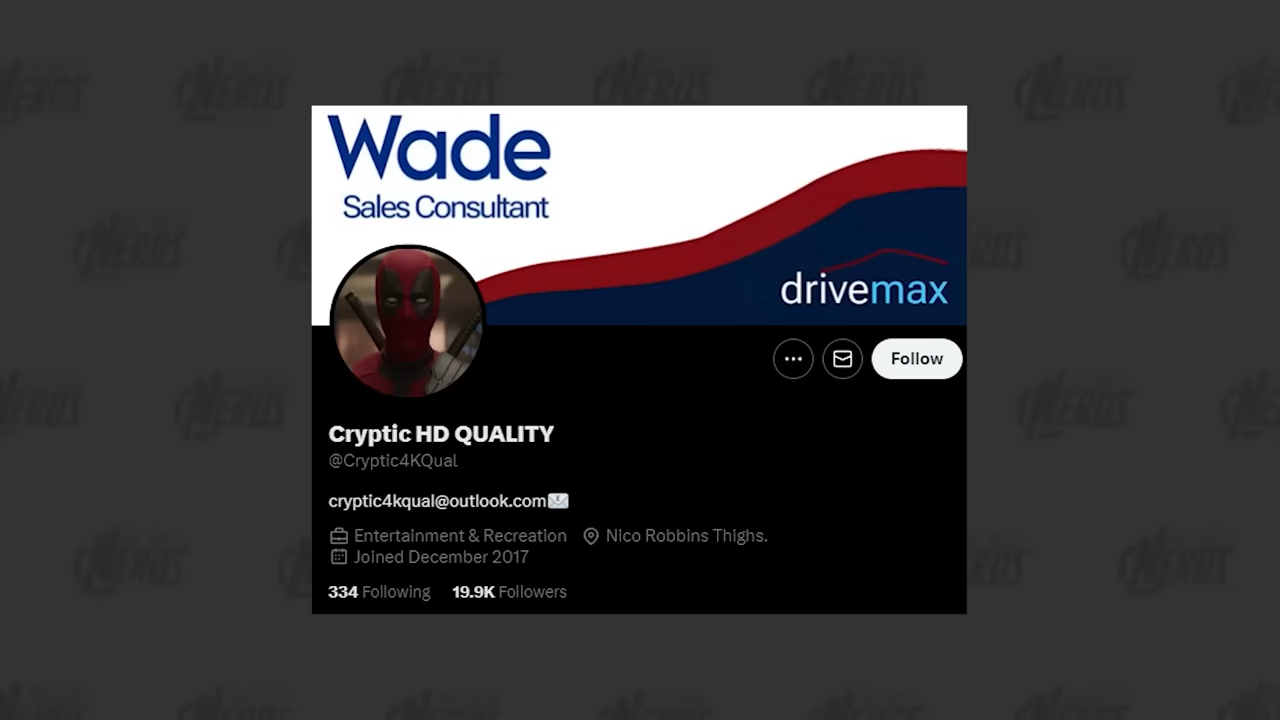 Wade
Sales Consultant
drivemax
Follow
Cryptic HD QUALITY
@Cryptic4KQual
cryptic4kqual@outlook.com
Entertainment & Recreation Nico Robbins Thighs.
Joined December 2017
334 Following 19.9K Followers